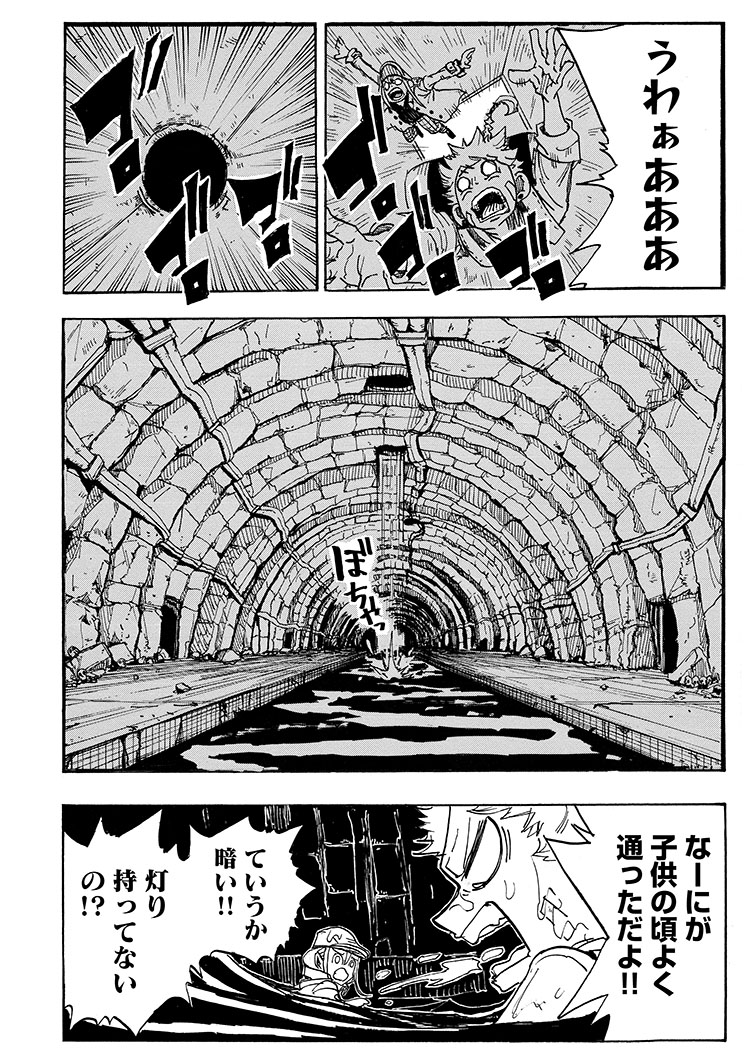 うわぁあああ
ゴ
ゴ
ゴ
ゴ
ゴ
ゴ
ぼちゃっ
なーにが
子供の頃よく
通っただよ!!
ていうか
暗い!!
灯り
持ってない
の!?